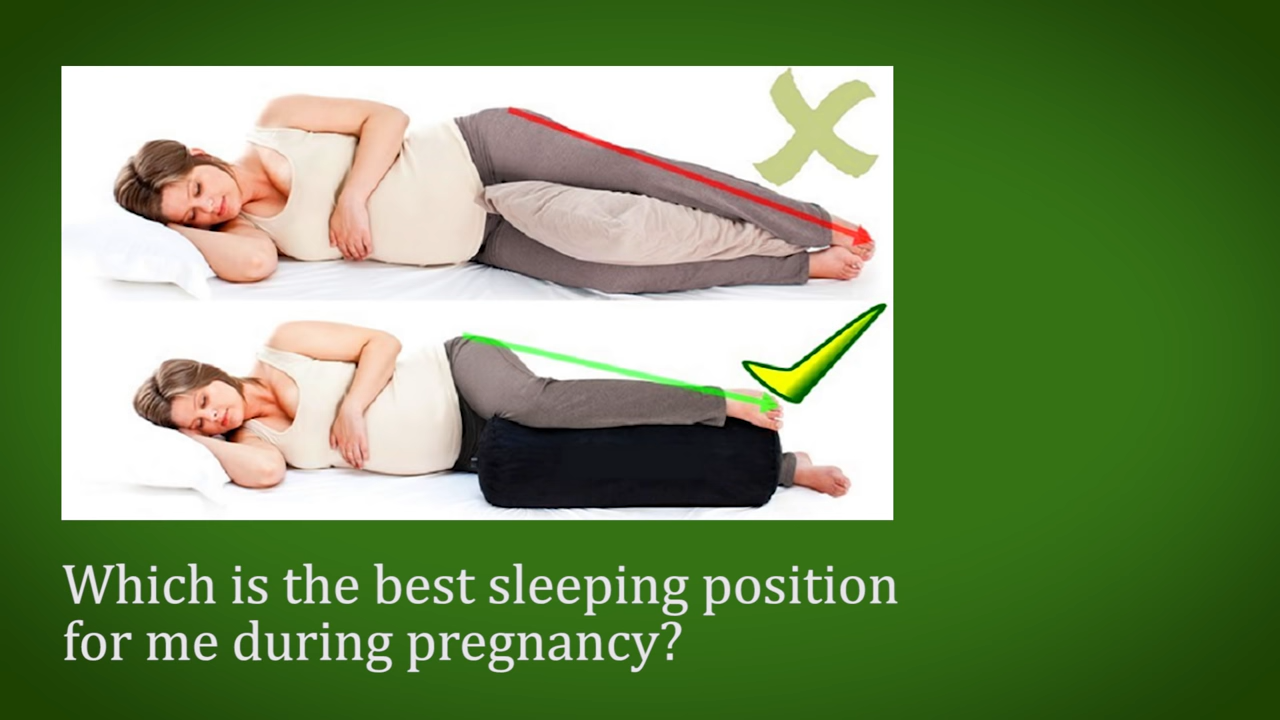 Which is the best sleeping position
for me during pregnancy?